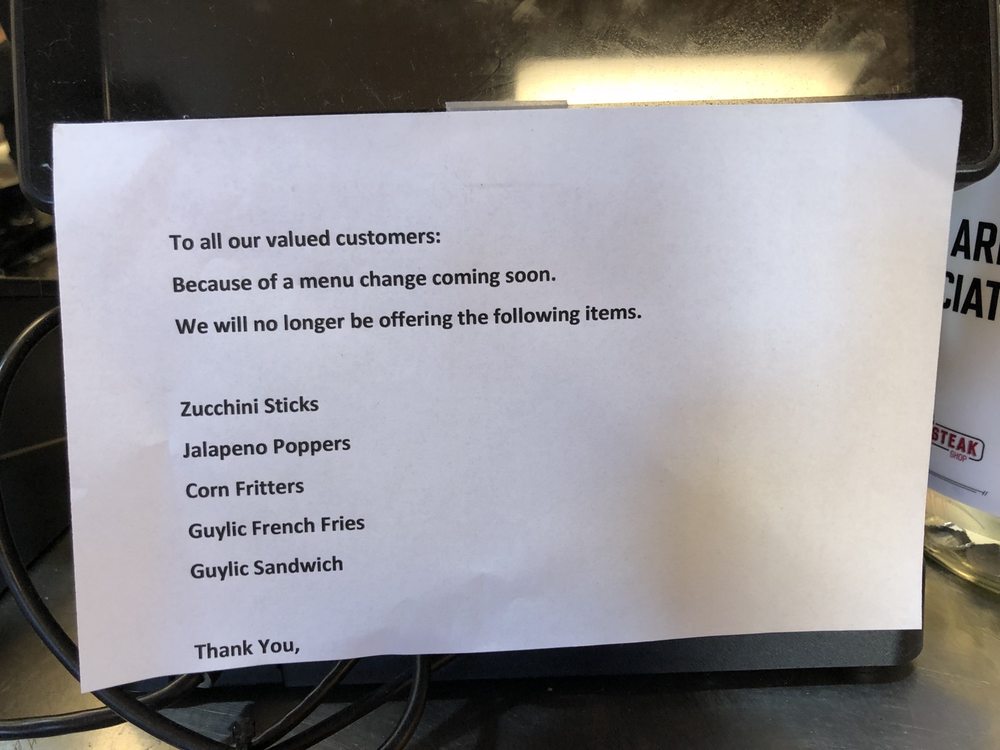 To all our valued customers:
Because of a menu change coming soon.
We will no longer be offering the following items.
Zucchini Sticks
Jalapeno Poppers
Corn Fritters
Guylic French Fries
Guylic Sandwich
Thank You,
STEAK
SHOP